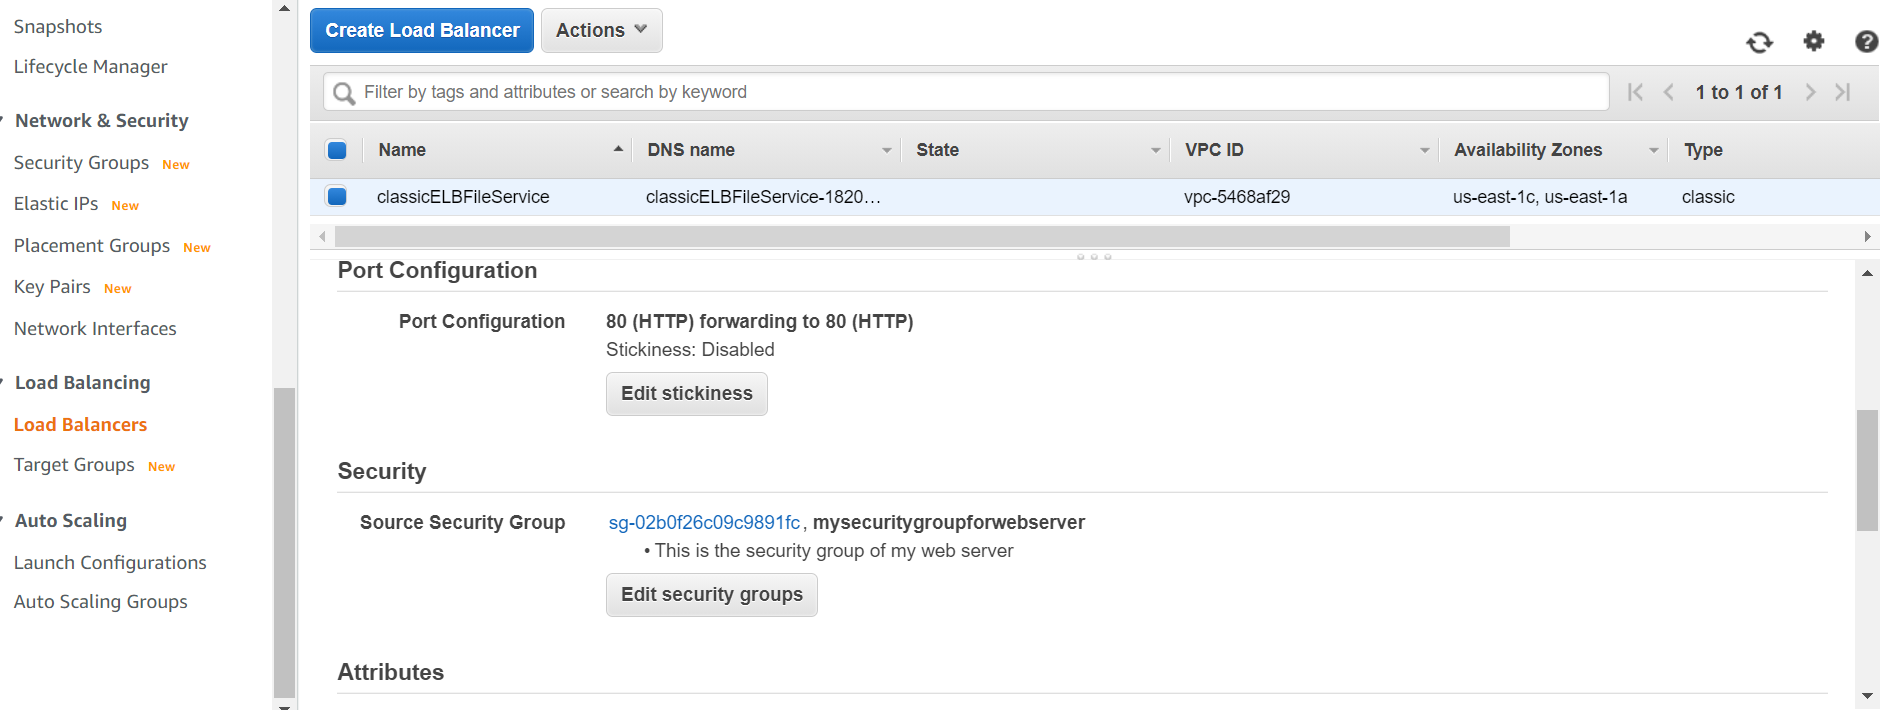 Snapshots
Lifecycle Manager
Network & Security
Security Groups New
Elastic IPs New
Placement Groups New
Key Pairs New
Network Interfaces
Load Balancing
Load Balancers
Target Groups New
Auto Scaling
Launch Configurations
Auto Scaling Groups
Create Load Balancer Actions
Filter by tags and attributes or search by keyword 1 to 1 of 1
Name DNS name State VPC ID Availability Zones Type
classicELBFileService classicELBFileService-1820… vpc-5468af29 us-east-1c, us-east-1a classic
Port Configuration
Port Configuration 80 (HTTP) forwarding to 80 (HTTP)
Stickiness: Disabled
Edit stickiness
Security
Source Security Group sg-02b0f26c09c9891fc, mysecuritygroupforwebserver
• This is the security group of my web server
Edit security groups
Attributes